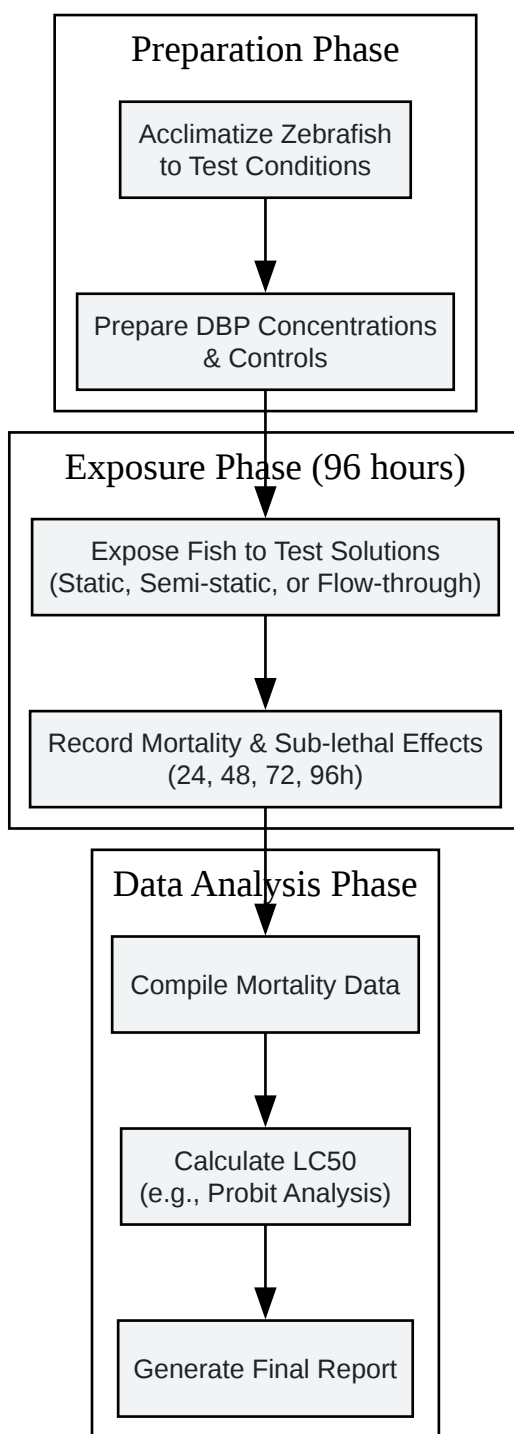 Preparation Phase
Acclimatize Zebrafish
to Test Conditions
Prepare DBP Concentrations
& Controls
Exposure Phase (96 hours)
Expose Fish to Test Solutions
(Static, Semi-static, or Flow-through)
Record Mortality & Sub-lethal Effects
(24, 48, 72, 96h)
Data Analysis Phase
Compile Mortality Data
Calculate LC50
(e.g., Probit Analysis)
Generate Final Report